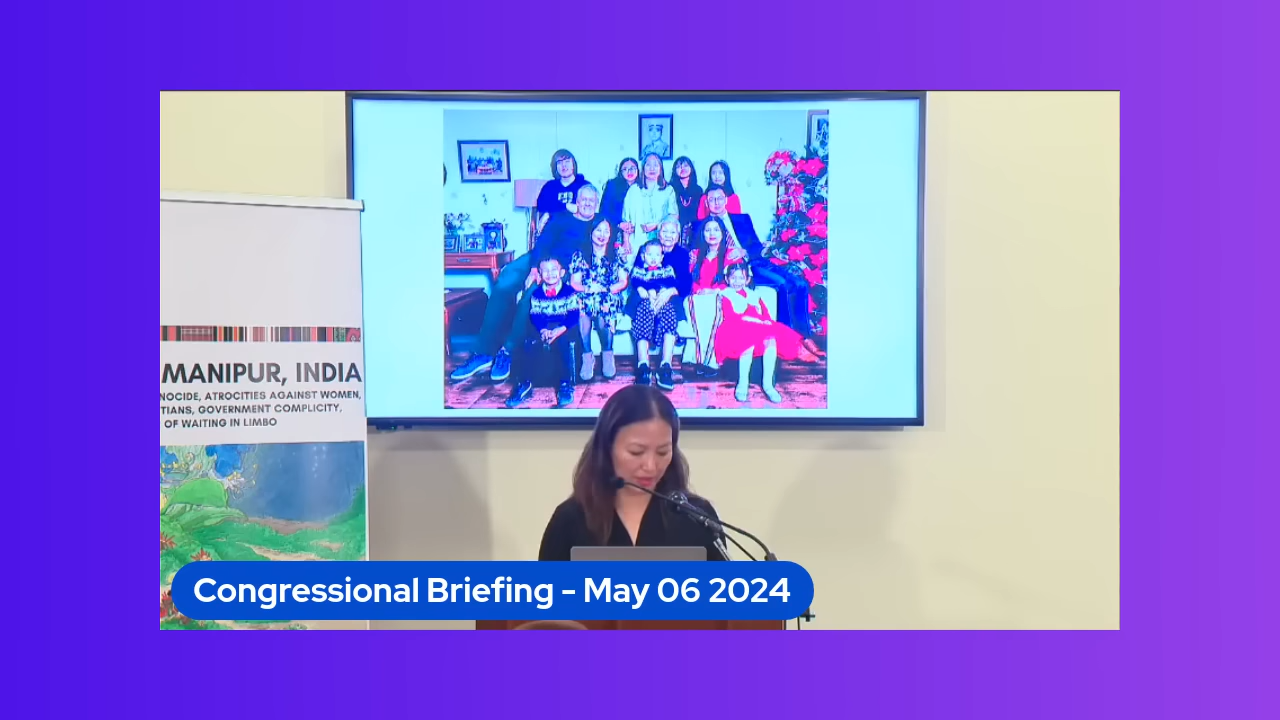 MANIPUR, INDIA
NOCIDE, ATROCITIES AGAINST WOMEN,
TIANS, GOVERNMENT COMPLICITY,
OF WAITING IN LIMBO
Congressional Briefing - May 06 2024